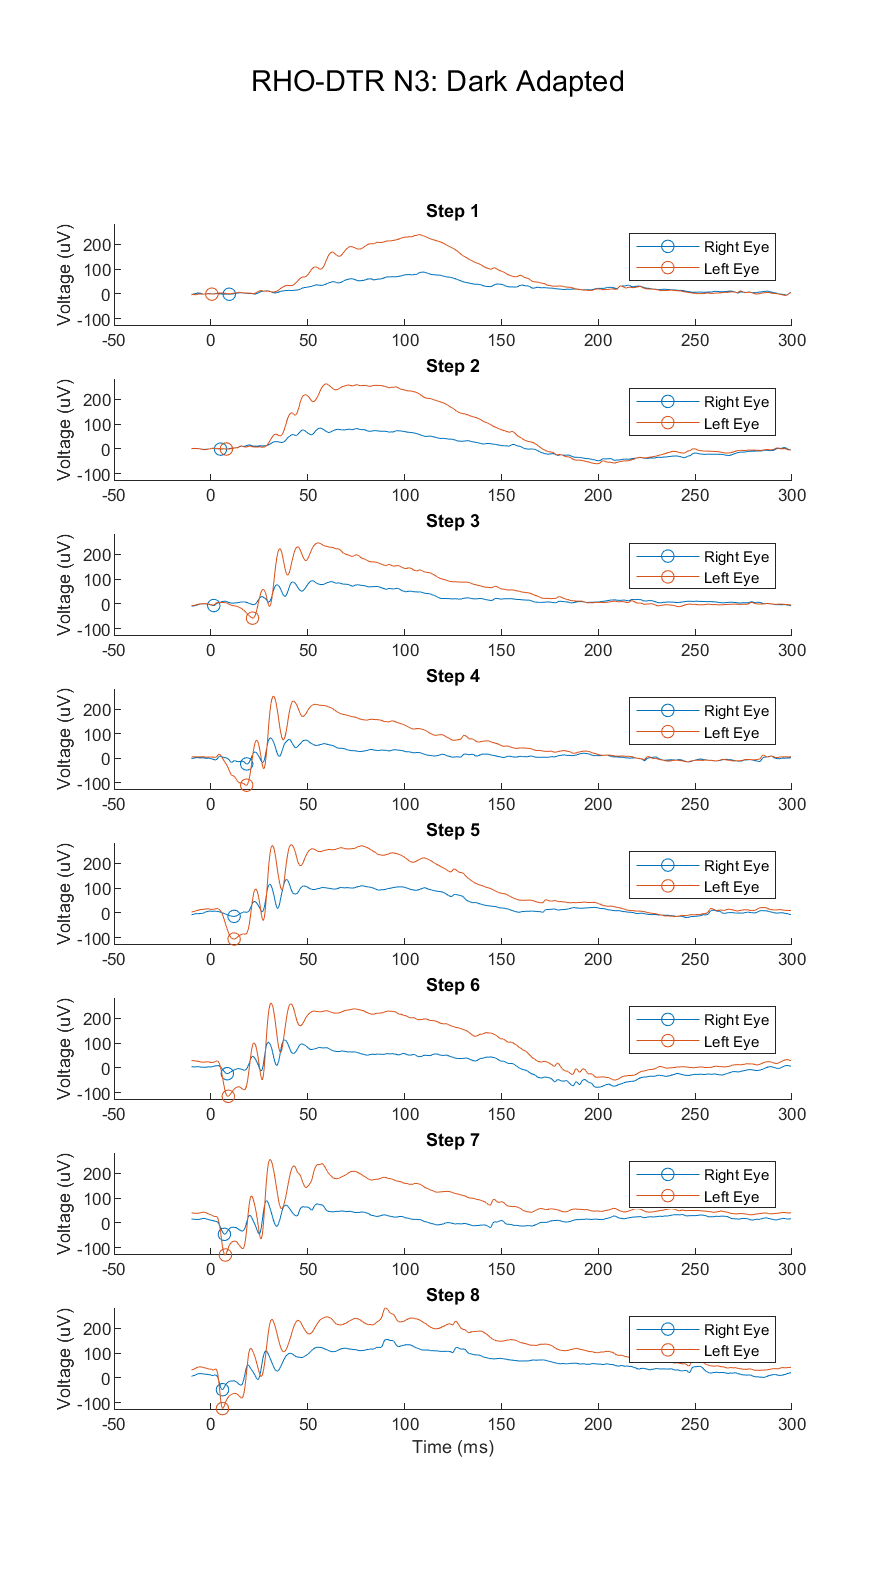 RHO-DTR N3: Dark Adapted
Step 1
Voltage (uV)
200
100
0
-100
-50 0 50 100 150 200 250 300
Right Eye
Left Eye
Step 2
Voltage (uV)
200
100
0
-100
-50 0 50 100 150 200 250 300
Right Eye
Left Eye
Step 3
Voltage (uV)
200
100
0
-100
-50 0 50 100 150 200 250 300
Right Eye
Left Eye
Step 4
Voltage (uV)
200
100
0
-100
-50 0 50 100 150 200 250 300
Right Eye
Left Eye
Step 5
Voltage (uV)
200
100
0
-100
-50 0 50 100 150 200 250 300
Right Eye
Left Eye
Step 6
Voltage (uV)
200
100
0
-100
-50 0 50 100 150 200 250 300
Right Eye
Left Eye
Step 7
Voltage (uV)
200
100
0
-100
-50 0 50 100 150 200 250 300
Right Eye
Left Eye
Step 8
Voltage (uV)
200
100
0
-100
-50 0 50 100 150 200 250 300
Right Eye
Left Eye
Time (ms)